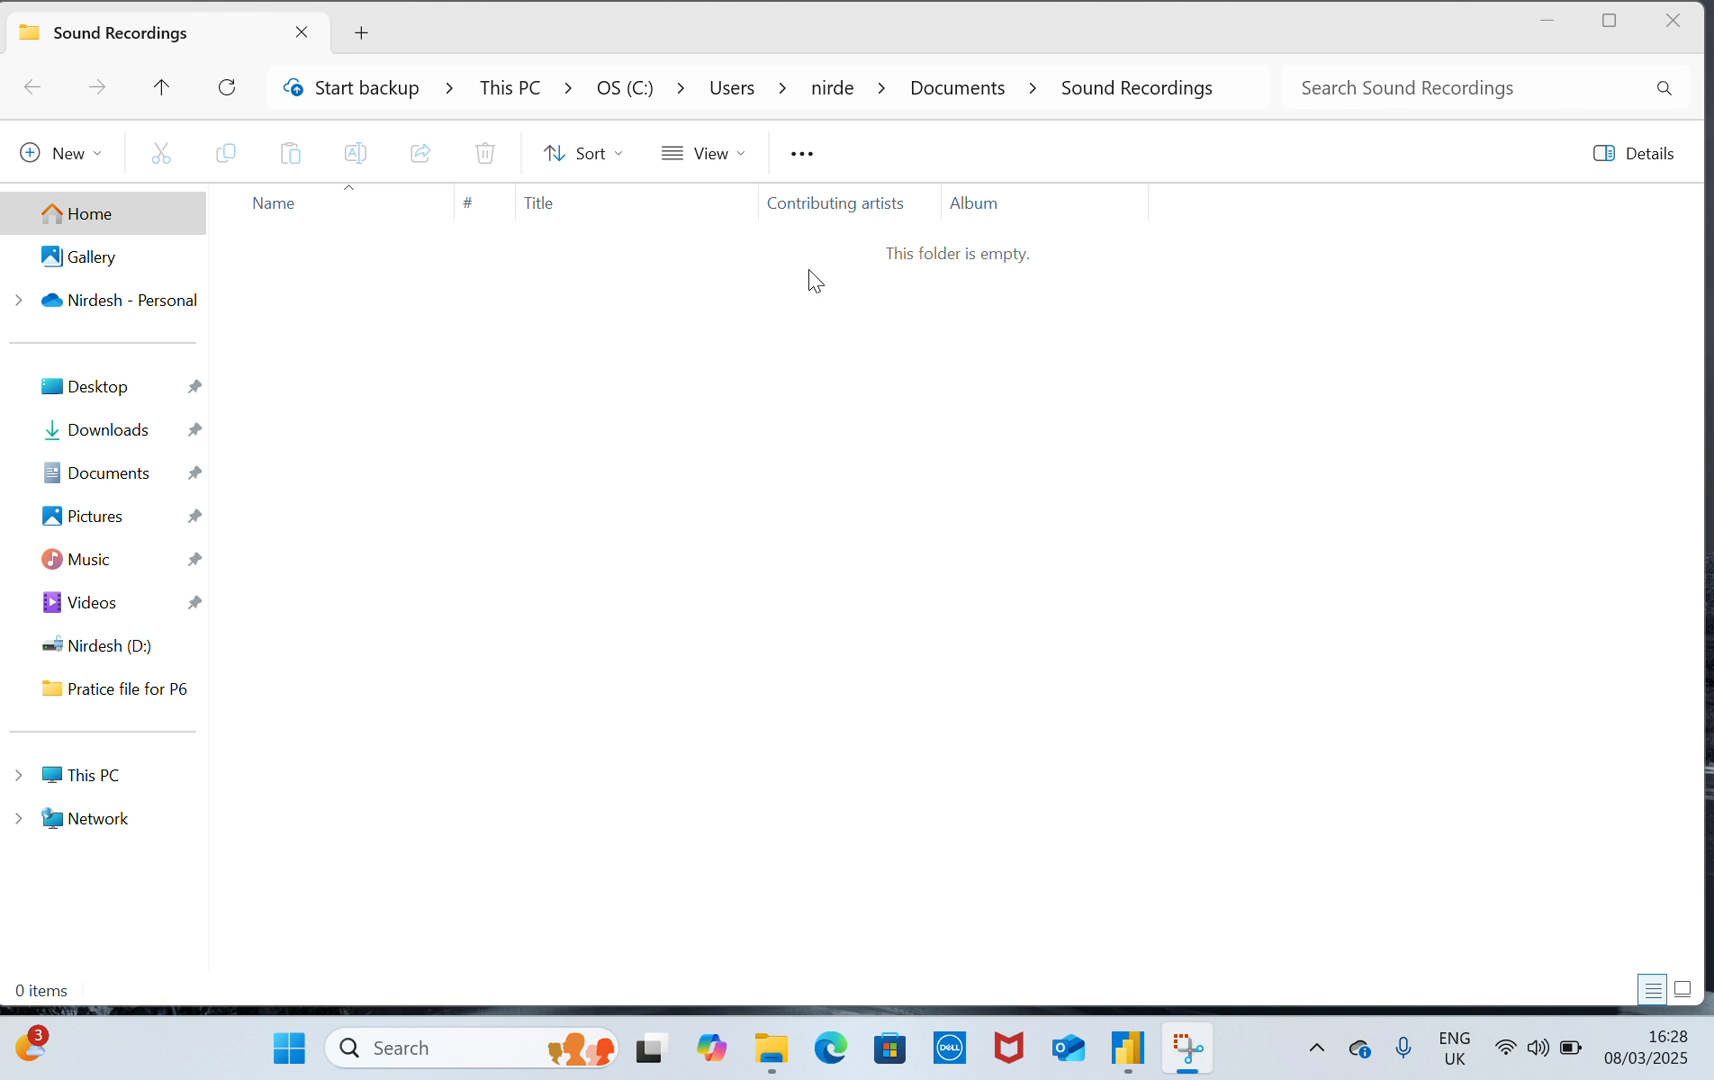 Sound Recordings
Start backup > This PC > OS (C:) > Users > nirde > Documents > Sound Recordings
Search Sound Recordings
New
Sort
View
Details
Name
#
Title
Contributing artists
Album
This folder is empty.
Home
Gallery
Nirdesh - Personal
Desktop
Downloads
Documents
Pictures
Music
Videos
Nirdesh (D:)
Pratice file for P6
This PC
Network
0 items
3
Search
DELL
ENG
UK
16:28
08/03/2025